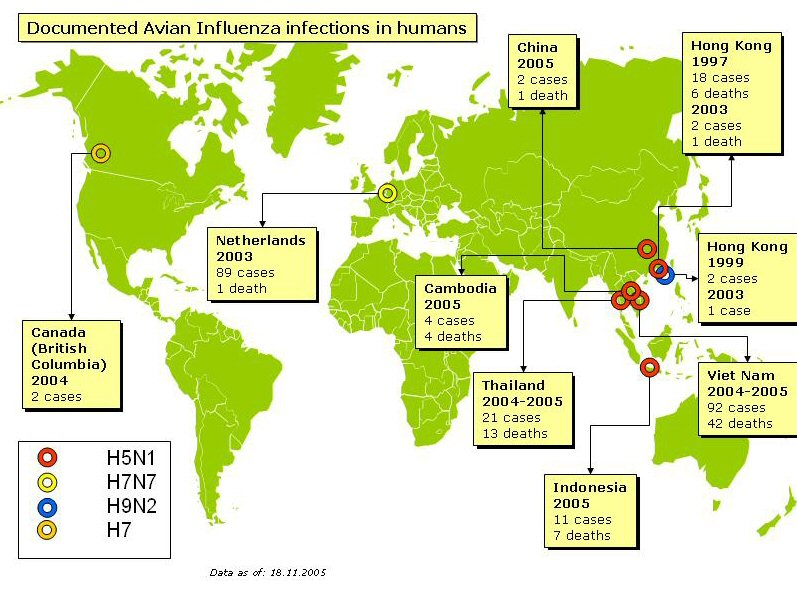 Documented Avian Influenza infections in humans
China
2005
2 cases
1 death
Hong Kong
1997
18 cases
6 deaths
2003
2 cases
1 death
Netherlands
2003
89 cases
1 death
Hong Kong
1999
2 cases
2003
1 case
Cambodia
2005
4 cases
4 deaths
Canada
(British
Columbia)
2004
2 cases
Thailand
2004-2005
21 cases
13 deaths
Viet Nam
2004-2005
92 cases
42 deaths
Indonesia
2005
11 cases
7 deaths
H5N1
H7N7
H9N2
H7
Data as of: 18.11.2005